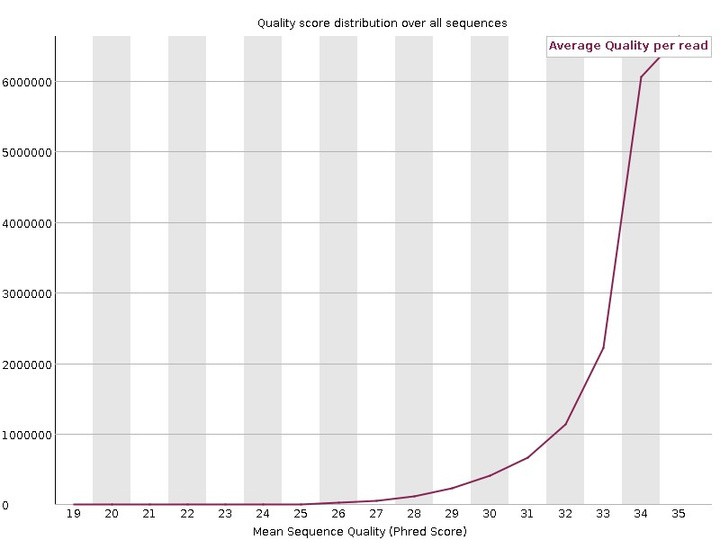 Quality score distribution over all sequences
Average Quality per read
6000000
5000000
4000000
3000000
2000000
1000000
0
19 20 21 22 23 24 25 26 27 28 29 30 31 32 33 34 35
Mean Sequence Quality (Phred Score)